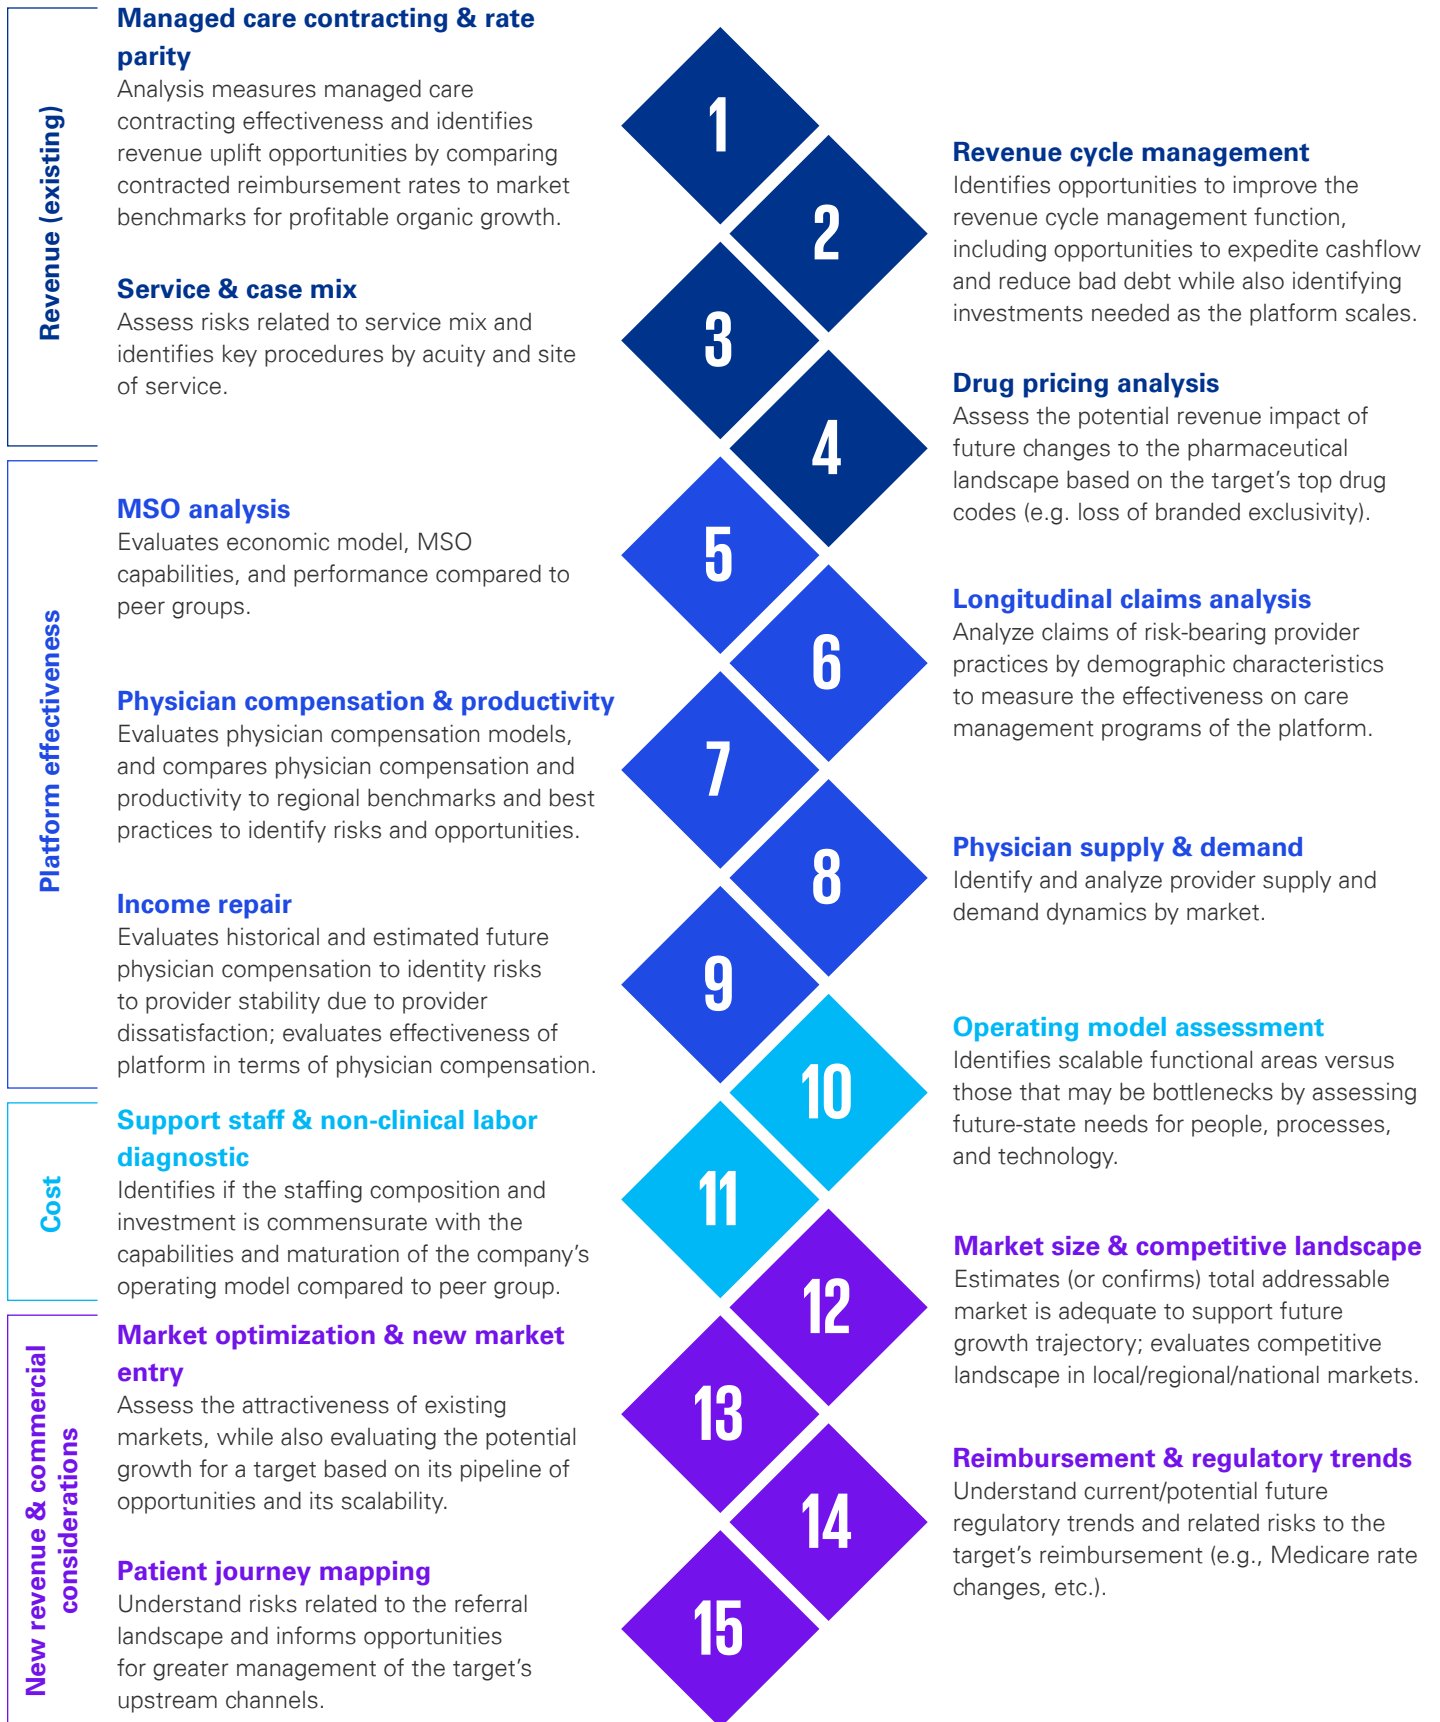 Revenue (existing)
Managed care contracting & rate
parity
Analysis measures managed care
contracting effectiveness and identifies
revenue uplift opportunities by comparing
contracted reimbursement rates to market
benchmarks for profitable organic growth.
1
2
Revenue cycle management
Identifies opportunities to improve the
revenue cycle management function,
including opportunities to expedite cashflow
and reduce bad debt while also identifying
investments needed as the platform scales.
Service & case mix
Assess risks related to service mix and
identifies key procedures by acuity and site
of service.
3
4
Drug pricing analysis
Assess the potential revenue impact of
future changes to the pharmaceutical
landscape based on the target's top drug
codes (e.g. loss of branded exclusivity).
Platform effectiveness
MSO analysis
Evaluates economic model, MSO
capabilities, and performance compared to
peer groups.
5
6
Longitudinal claims analysis
Analyze claims of risk-bearing provider
practices by demographic characteristics
to measure the effectiveness on care
management programs of the platform.
Physician compensation & productivity
Evaluates physician compensation models,
and compares physician compensation and
productivity to regional benchmarks and best
practices to identify risks and opportunities.
7
8
Physician supply & demand
Identify and analyze provider supply and
demand dynamics by market.
Income repair
Evaluates historical and estimated future
physician compensation to identity risks
to provider stability due to provider
dissatisfaction; evaluates effectiveness of
platform in terms of physician compensation.
9
10
Operating model assessment
Identifies scalable functional areas versus
those that may be bottlenecks by assessing
future-state needs for people, processes,
and technology.
Cost
Support staff & non-clinical labor
diagnostic
Identifies if the staffing composition and
investment is commensurate with the
capabilities and maturation of the company's
operating model compared to peer group.
11
12
Market size & competitive landscape
Estimates (or confirms) total addressable
market is adequate to support future
growth trajectory; evaluates competitive
landscape in local/regional/national markets.
New revenue & commercial
considerations
Market optimization & new market
entry
Assess the attractiveness of existing
markets, while also evaluating the potential
growth for a target based on its pipeline of
opportunities and its scalability.
13
14
Reimbursement & regulatory trends
Understand current/potential future
regulatory trends and related risks to the
target's reimbursement (e.g., Medicare rate
changes, etc.).
Patient journey mapping
Understand risks related to the referral
landscape and informs opportunities
for greater management of the target's
upstream channels.
15